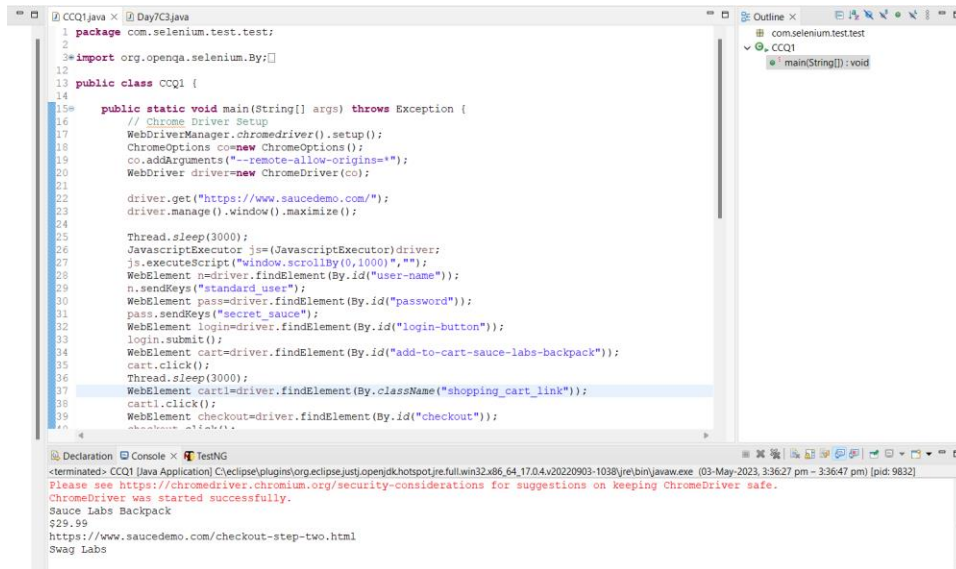 CCQ1.java × Day7C3.java
1 package com.selenium.test.test;
2
3 import org.openqa.selenium.By;
12
13 public class CCQ1 {
14
15 public static void main(String[] args) throws Exception {
16 // Chrome Driver Setup
17 WebDriverManager.chromedriver().setup();
18 ChromeOptions co=new ChromeOptions();
19 co.addArguments("--remote-allow-origins=*");
20 WebDriver driver=new ChromeDriver(co);
21
22 driver.get("https://www.saucedemo.com/");
23 driver.manage().window().maximize();
24
25 Thread.sleep(3000);
26 JavascriptExecutor js=(JavascriptExecutor)driver;
27 js.executeScript("window.scrollBy(0,1000)","");
28 WebElement n=driver.findElement(By.id("user-name"));
29 n.sendKeys("standard_user");
30 WebElement pass=driver.findElement(By.id("password"));
31 pass.sendKeys("secret_sauce");
32 WebElement login=driver.findElement(By.id("login-button"));
33 login.submit();
34 WebElement cart=driver.findElement(By.id("add-to-cart-sauce-labs-backpack"));
35 cart.click();
36 Thread.sleep(3000);
37 WebElement cart1=driver.findElement(By.className("shopping_cart_link"));
38 cart1.click();
39 WebElement checkout=driver.findElement(By.id("checkout"));
Outline ×
com.selenium.test.test
CCQ1
main(String[]) : void
Declaration Console × TestNG
<terminated> CCQ1 [Java Application] C:\eclipse\plugins\org.eclipse.justj.openjdk.hotspot.jre.full.win32.x86_64_17.0.4.v20220903-1038\jre\bin\javaw.exe (03-May-2023, 3:36:27 pm – 3:36:47 pm) [pid: 9832]
Please see https://chromedriver.chromium.org/security-considerations for suggestions on keeping ChromeDriver safe.
ChromeDriver was started successfully.
Sauce Labs Backpack
$29.99
https://www.saucedemo.com/checkout-step-two.html
Swag Labs